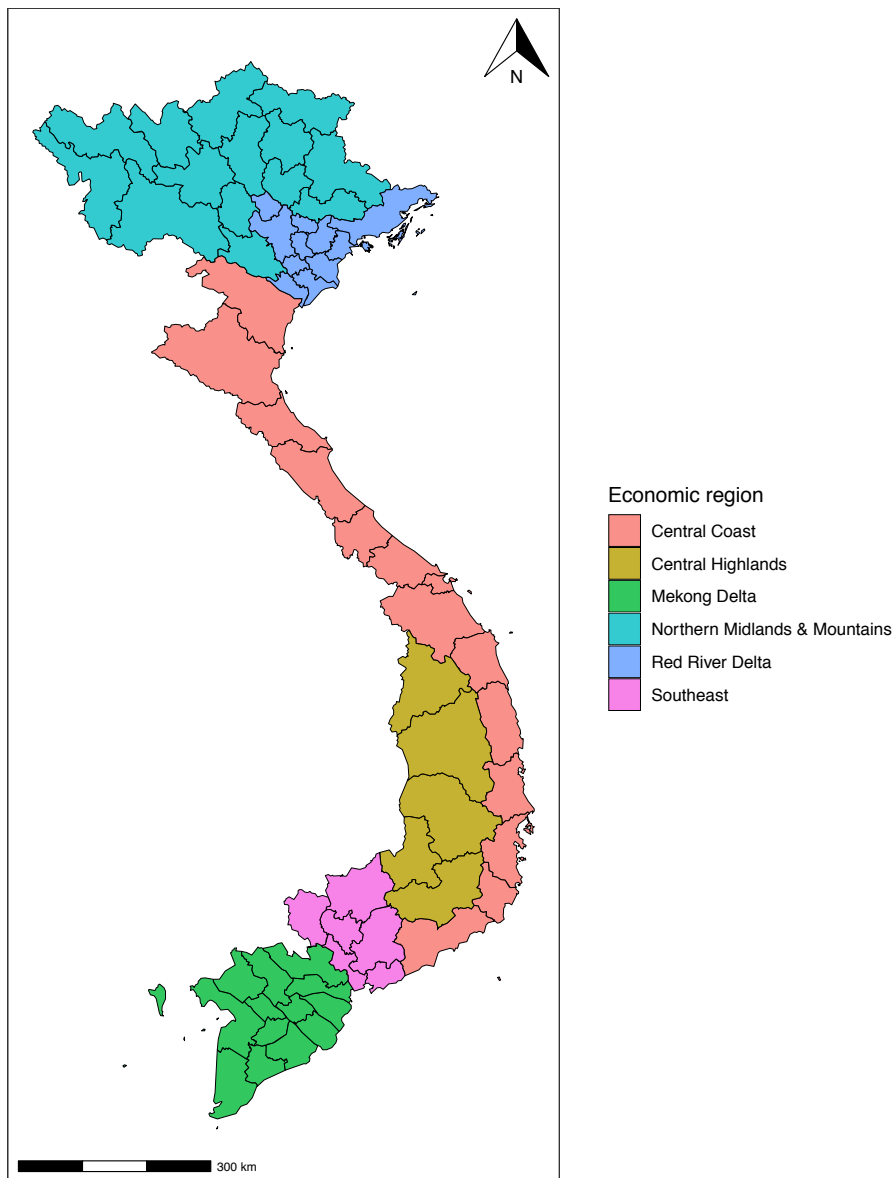 N
Economic region
Central Coast
Central Highlands
Mekong Delta
Northern Midlands & Mountains
Red River Delta
Southeast
300 km